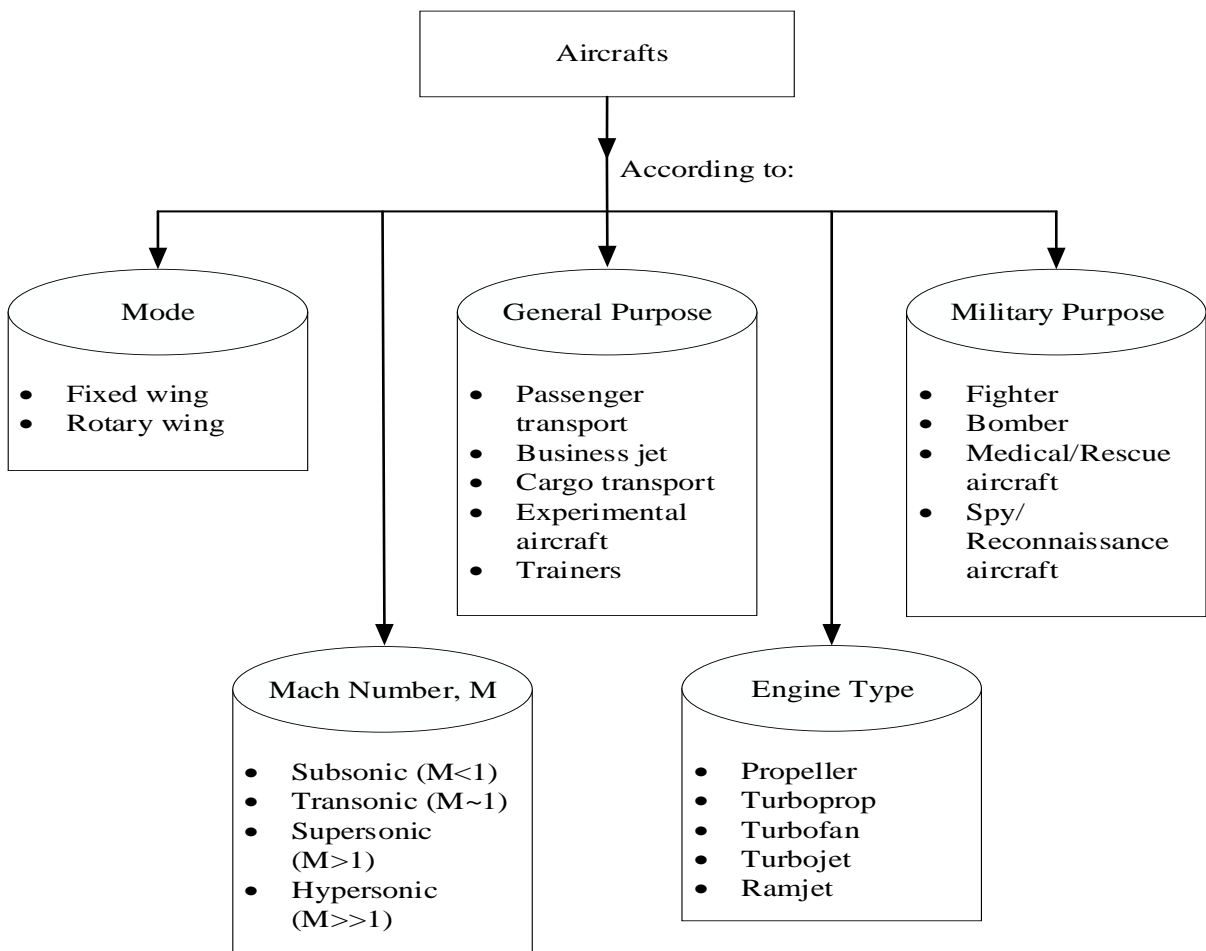 Aircrafts
According to:
Mode
• Fixed wing
• Rotary wing
General Purpose
• Passenger
transport
• Business jet
• Cargo transport
• Experimental
aircraft
• Trainers
Military Purpose
• Fighter
• Bomber
• Medical/Rescue
aircraft
• Spy/
Reconnaissance
aircraft
Mach Number, M
• Subsonic (M<1)
• Transonic (M~1)
• Supersonic
(M>1)
• Hypersonic
(M>>1)
Engine Type
• Propeller
• Turboprop
• Turbofan
• Turbojet
• Ramjet